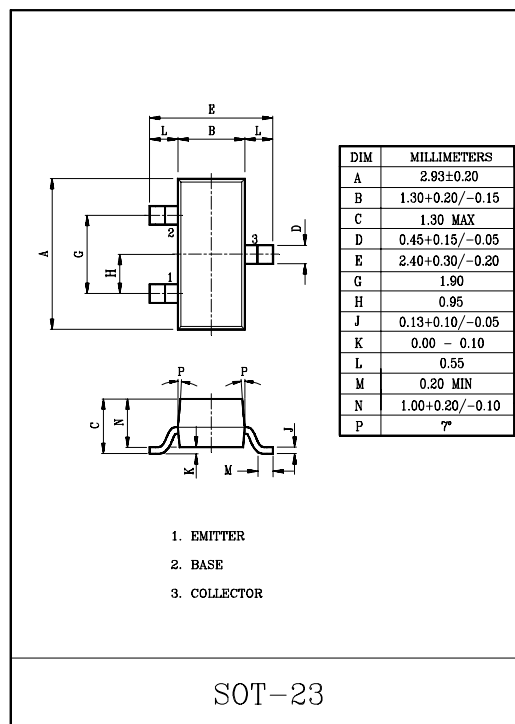 E
L B L
A
G
H
2
1
3
D
DIM MILLIMETERS
A 2.93±0.20
B 1.30+0.20/-0.15
C 1.30 MAX
D 0.45+0.15/-0.05
E 2.40+0.30/-0.20
G 1.90
H 0.95
J 0.13+0.10/-0.05
K 0.00 - 0.10
L 0.55
M 0.20 MIN
N 1.00+0.20/-0.10
P 7°
P P
C
N
K
M
J
1. EMITTER
2. BASE
3. COLLECTOR
SOT-23